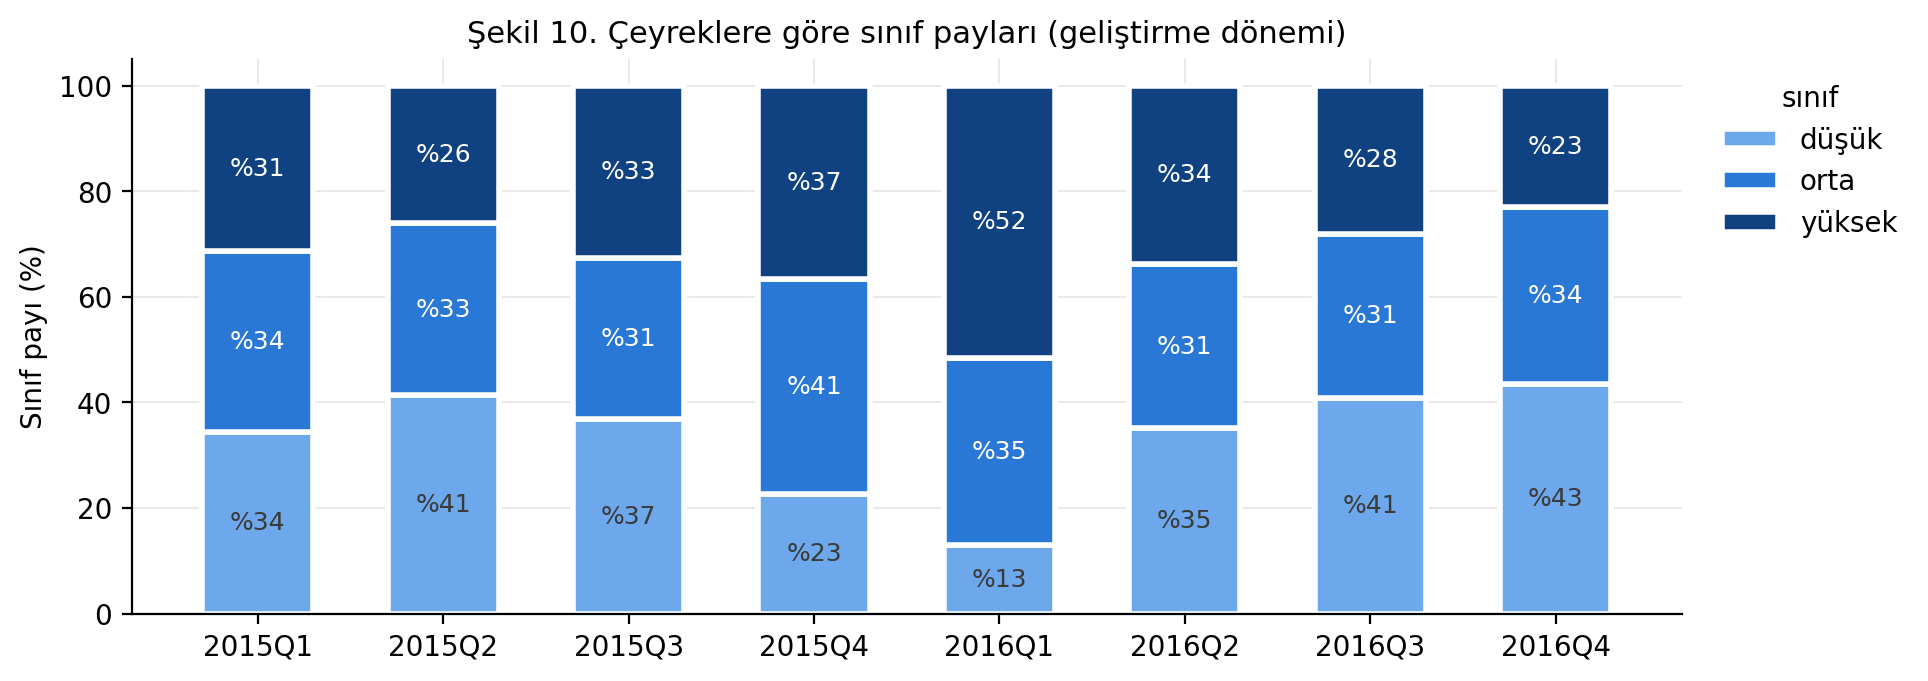 Şekil 10. Çeyreklere göre sınıf payları (geliştirme dönemi)
Sınıf payı (%)
100
80
60
40
20
0
%31 %26 %33 %37 %52 %34 %28 %23
%34 %33 %31 %41 %35 %31 %31 %34
%34 %41 %37 %23 %13 %35 %41 %43
2015Q1 2015Q2 2015Q3 2015Q4 2016Q1 2016Q2 2016Q3 2016Q4
sınıf
düşük
orta
yüksek